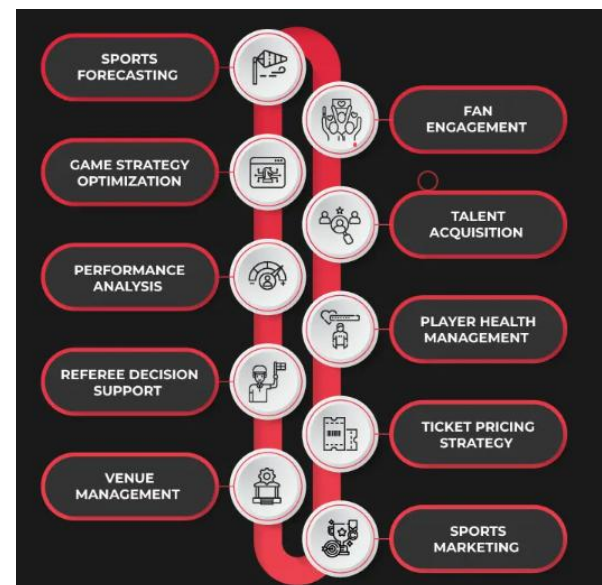 SPORTS
FORECASTING
FAN
ENGAGEMENT
GAME STRATEGY
OPTIMIZATION
TALENT
ACQUISITION
PERFORMANCE
ANALYSIS
PLAYER HEALTH
MANAGEMENT
REFEREE DECISION
SUPPORT
TICKET PRICING
STRATEGY
VENUE
MANAGEMENT
SPORTS
MARKETING